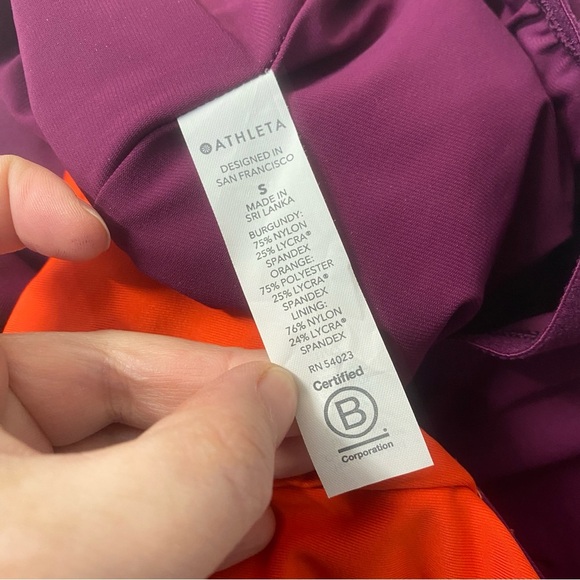 ATHLETA
DESIGNED IN
SAN FRANCISCO
S
MADE IN
SRI LANKA
BURGUNDY:
75% NYLON
25% LYCRA®
SPANDEX
ORANGE:
75% POLYESTER
25% LYCRA®
SPANDEX
LINING:
76% NYLON
24% LYCRA®
SPANDEX
RN 54023
Certified
B
Corporation